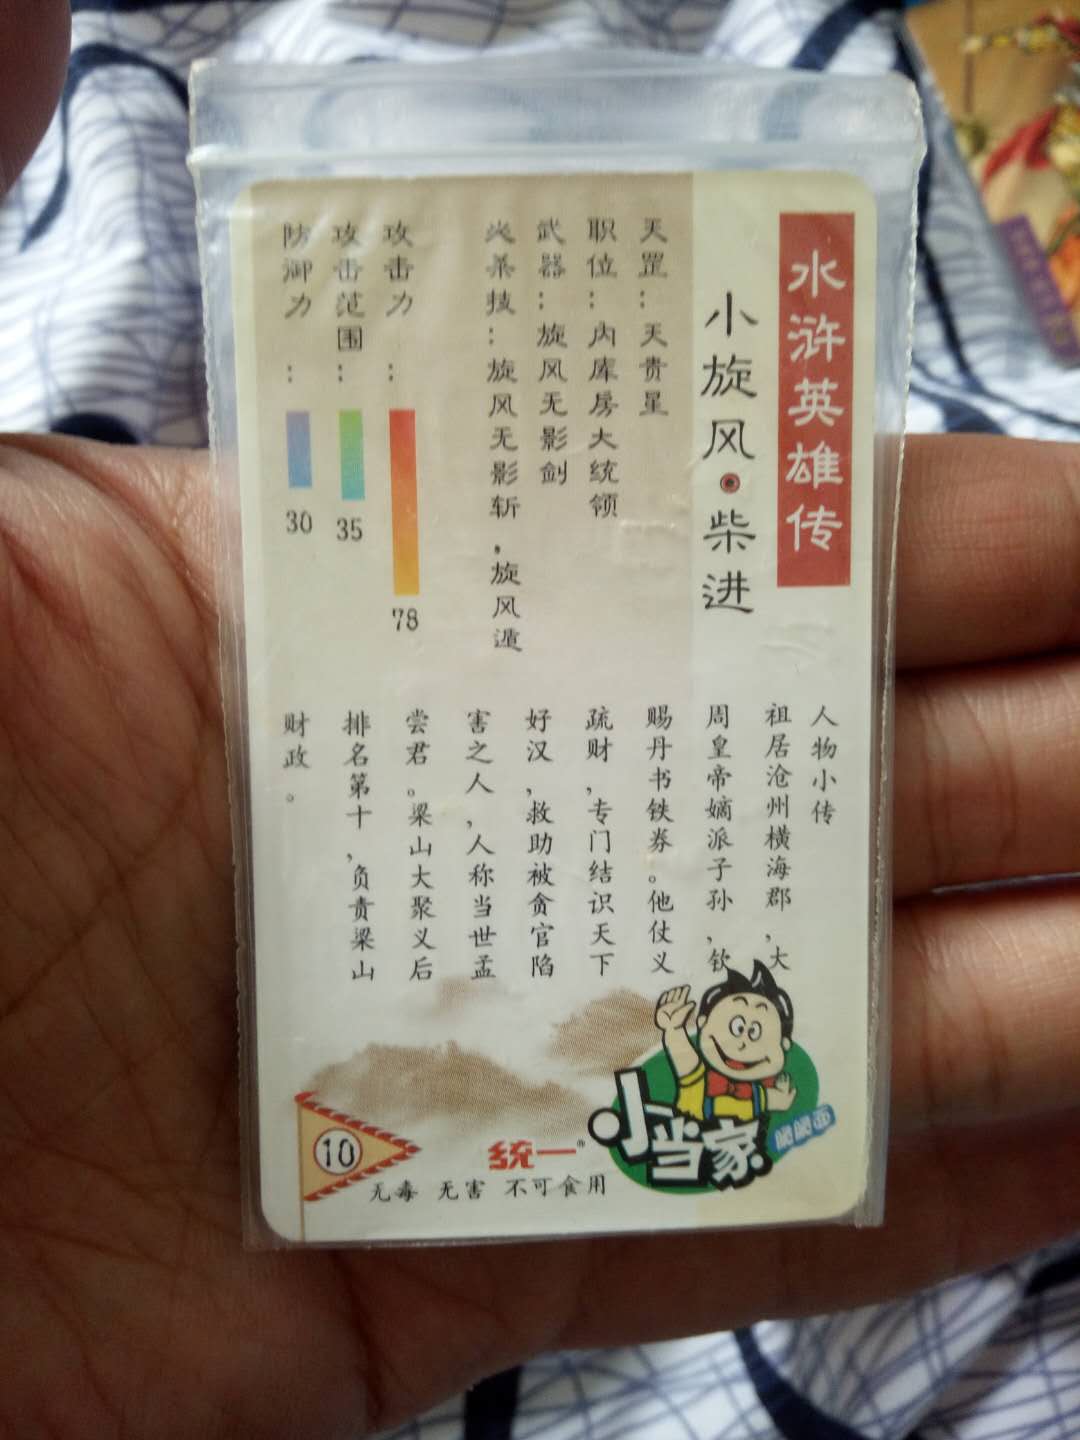 水浒英雄传
小旋风·柴进
天罡：天贵星
职位：内库房大统领
武器：旋风无影剑
必杀技：旋风无影斩，旋风遁
攻击力：78
攻击范围：35
防御力：30
人物小传
祖居沧州横海郡，大
周皇帝嫡派子孙，钦
赐丹书铁券。他仗义
疏财，专门结识天下
好汉，救助被贪官陷
害之人，人称当世孟
尝君。梁山大聚义后
排名第十，负责梁山
财政。
小当家
脆脆面
统一®
10
无毒 无害 不可食用